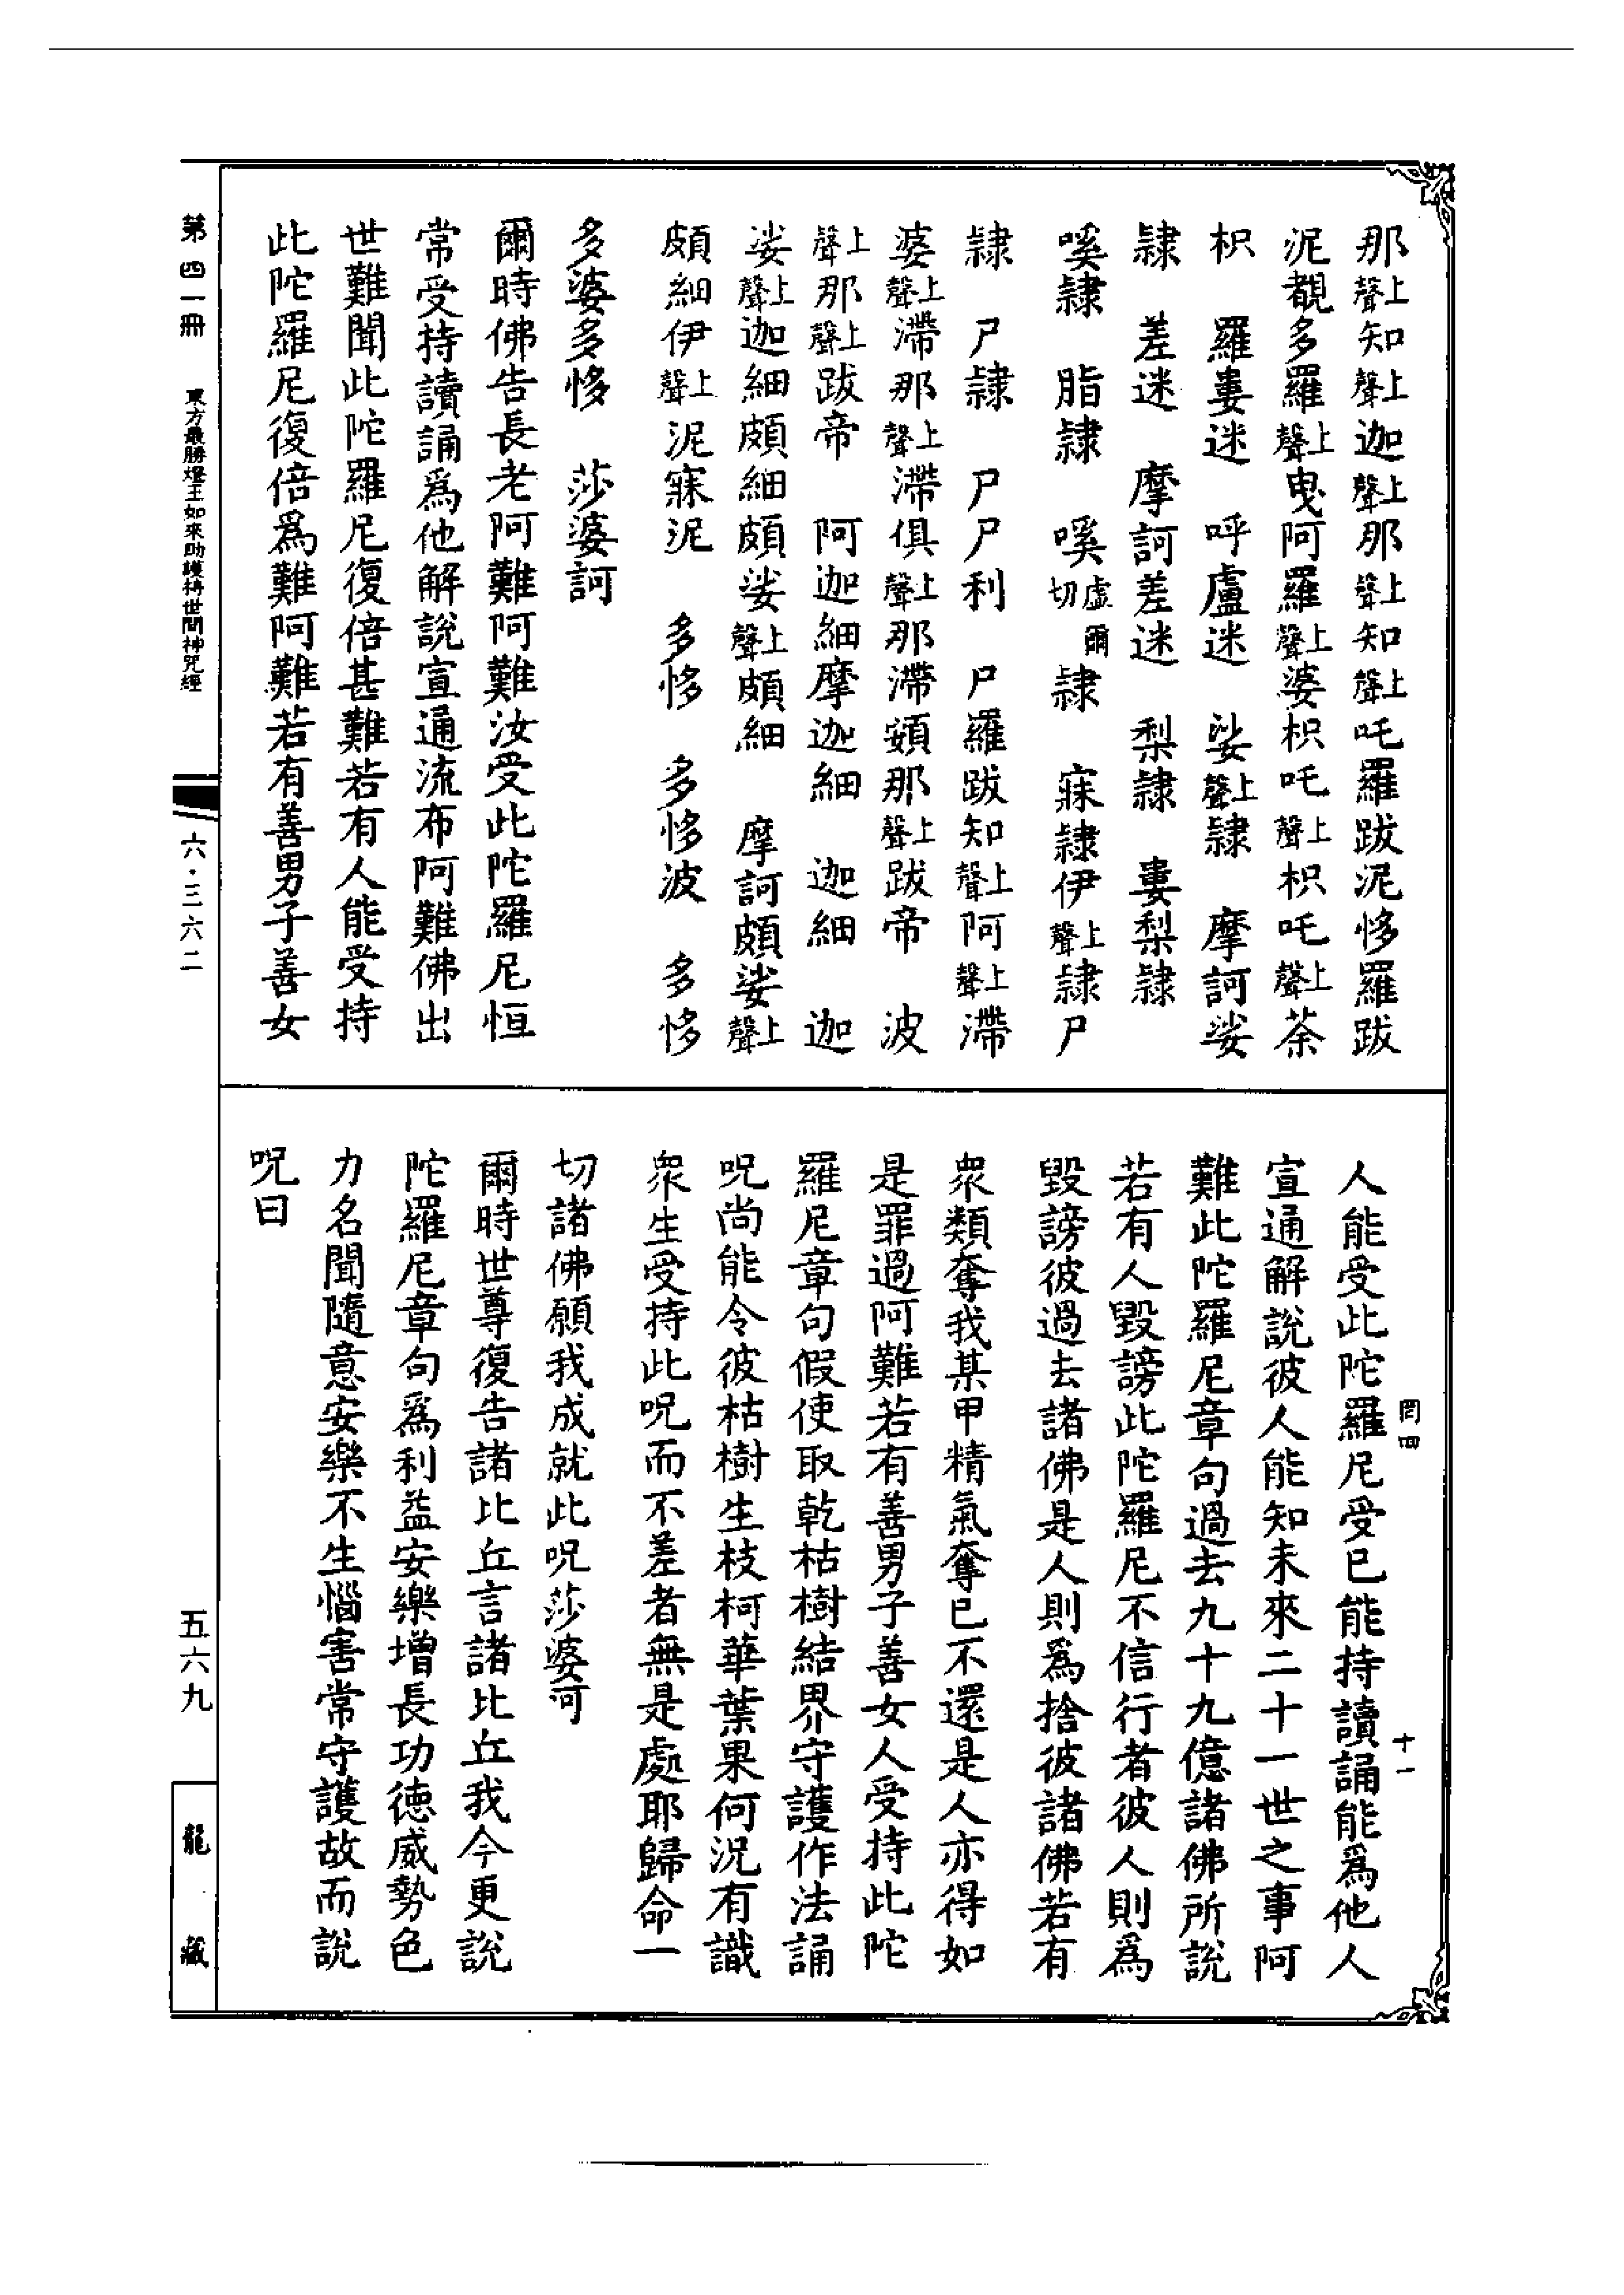 那上聲知上聲迦上聲那上聲知上聲吒羅跋泥侈羅跋
泥覩多羅上聲曳阿羅上聲婆枳吒上聲枳吒上聲荼
枳　羅婁迷　呼盧迷　娑上聲隸　摩訶娑
隸　差迷　摩訶差迷　梨隸　婁梨隸
嗘隸　脂隸　嗘虛爾切隸　寐隸伊上聲隸尸
隸　尸隸　尸尸利　尸羅跋知上聲阿上聲滯
婆上聲滯那上聲滯俱上聲那滯頞那上聲跋帝　波
上聲那上聲跋帝　阿迦細摩迦細　迦細　迦
娑上聲迦細頗細頗娑上聲頗細　摩訶頗娑上聲
頗細伊上聲泥寐泥　多侈　多侈波　多侈
多婆多侈　莎婆訶
爾時佛告長老阿難阿難汝受此陀羅尼恒
常受持讀誦爲他解說宣通流布阿難佛出
世難聞此陀羅尼復倍甚難若有人能受持
此陀羅尼復倍爲難阿難若有善男子善女
人能受此陀羅尼受已能持讀誦能爲他人
宣通解說彼人能知未來二十一世之事阿
難此陀羅尼章句過去九十九億諸佛所說
若有人毀謗此陀羅尼不信行者彼人則爲
毀謗彼過去諸佛是人則爲捨彼諸佛若有
衆類奪我某甲精氣奪已不還是人亦得如
是罪過阿難若有善男子善女人受持此陀
羅尼章句假使取乾枯樹結界守護作法誦
呪尚能令彼枯樹生枝柯華葉果何況有識
衆生受持此呪而不差者無是處耶歸命一
切諸佛願我成就此呪莎婆訶
爾時世尊復告諸比丘言諸比丘我今更說
陀羅尼章句爲利益安樂增長功德威勢色
力名聞隨意安樂不生惱害常守護故而說
呪曰
罔四　十一
第四一冊　東方最勝燈王如來助護持世間神咒經
六·三六二
五六九
龍藏